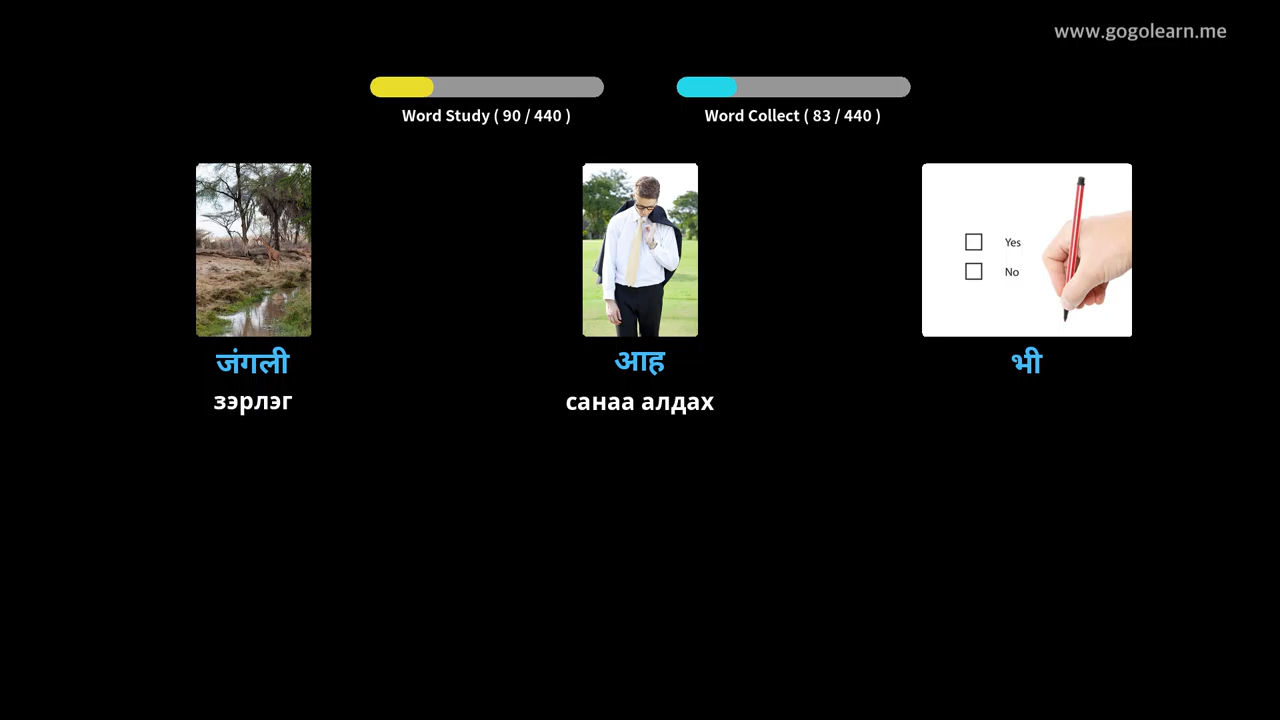 www.gogolearn.me
Word Study ( 90 / 440 )
Word Collect ( 83 / 440 )
Yes
No
जंगली
आह
भी
зэрлэг
санаа алдах